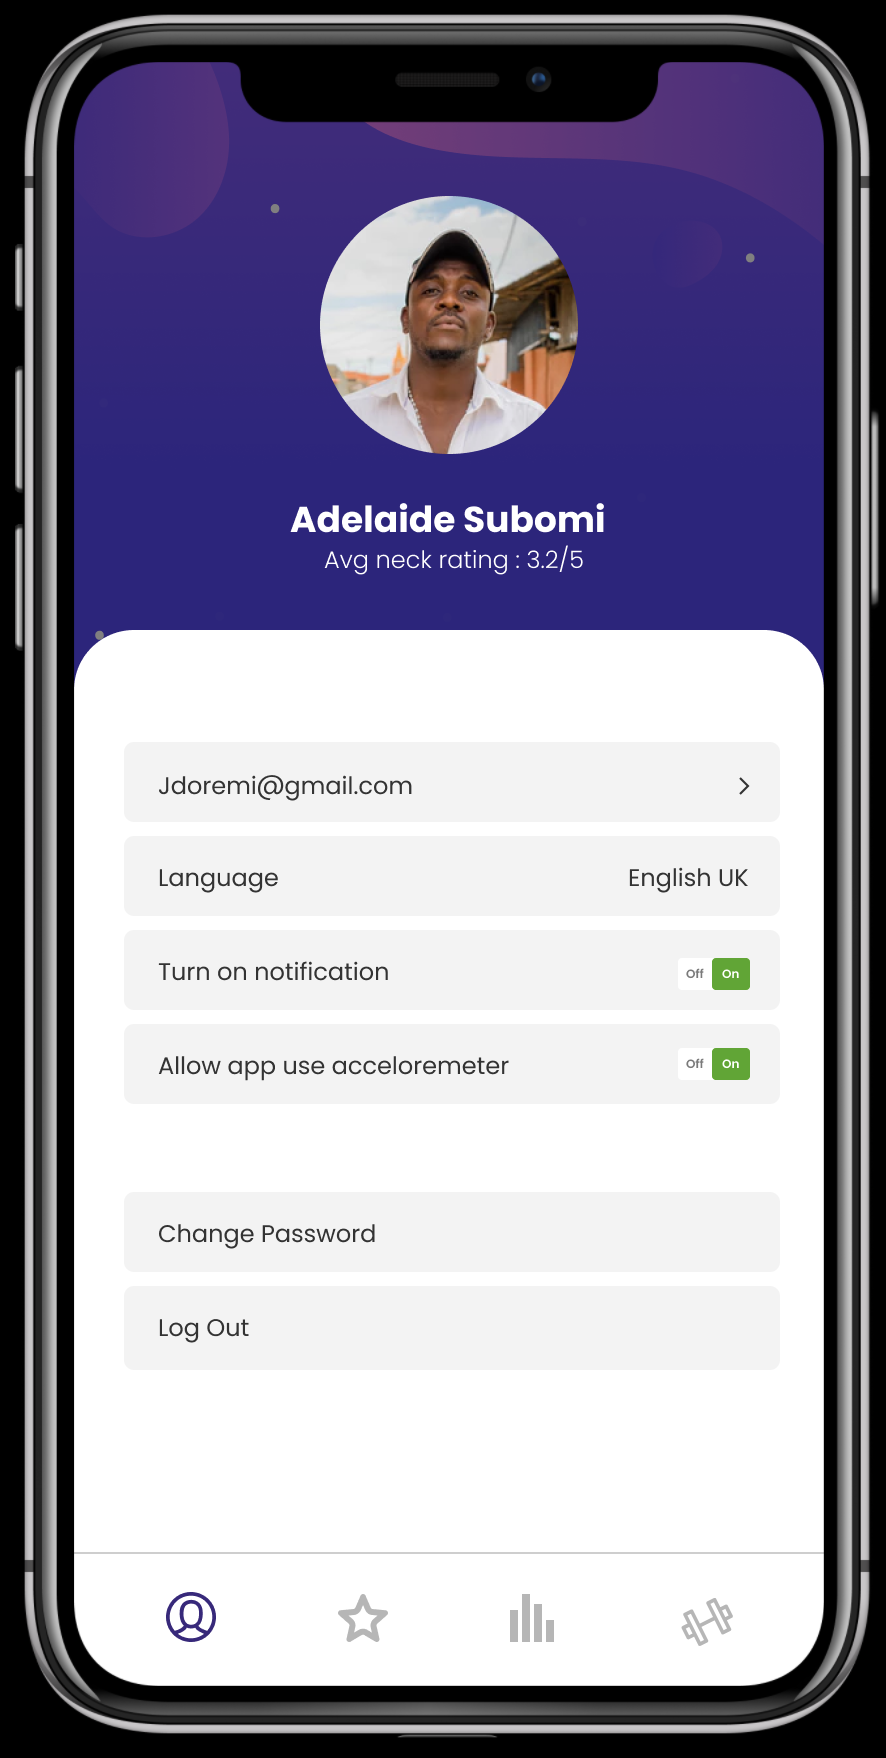 Adelaide Subomi
Avg neck rating : 3.2/5
Jdoremi@gmail.com
Language English UK
Turn on notification Off On
Allow app use acceloremeter Off On
Change Password
Log Out